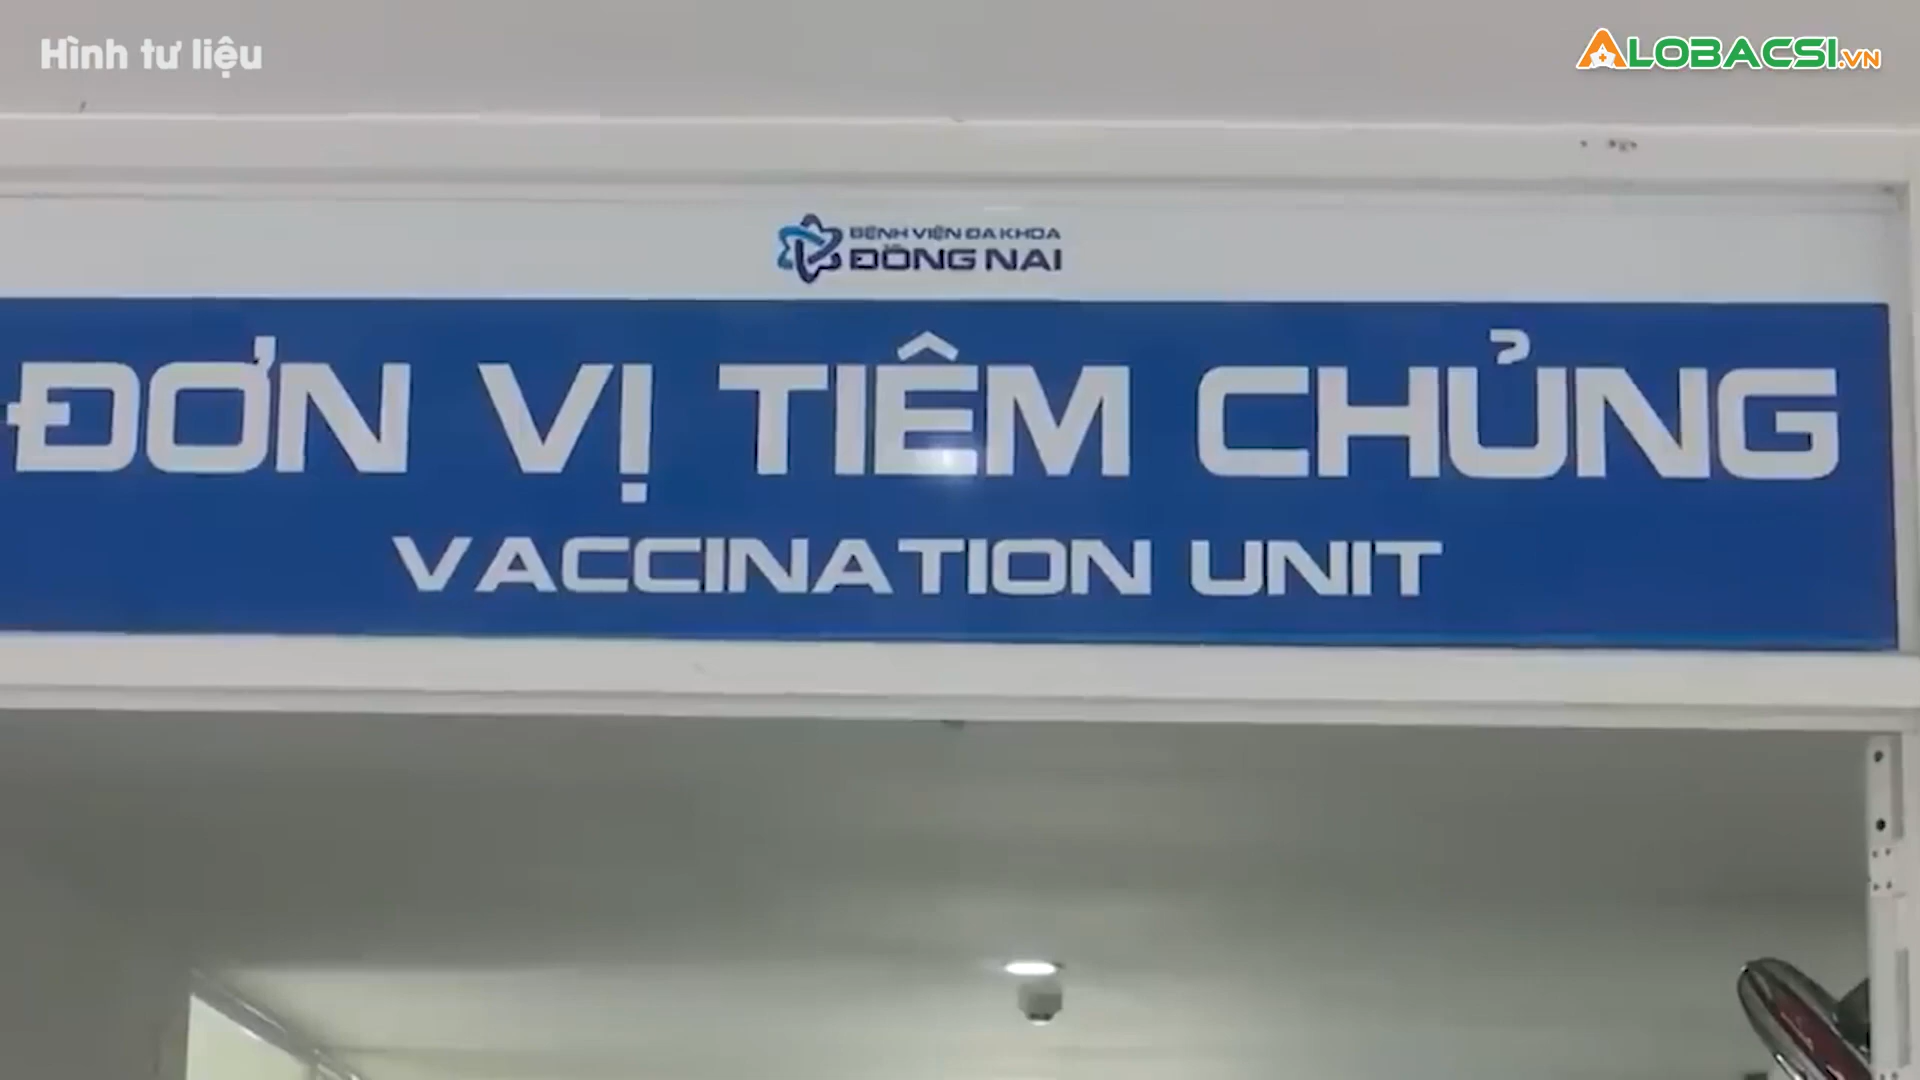 Hình tư liệu
ALOBACSI.VN
BỆNH VIỆN ĐA KHOA
ĐỒNG NAI
ĐƠN VỊ TIÊM CHỦNG
VACCINATION UNIT